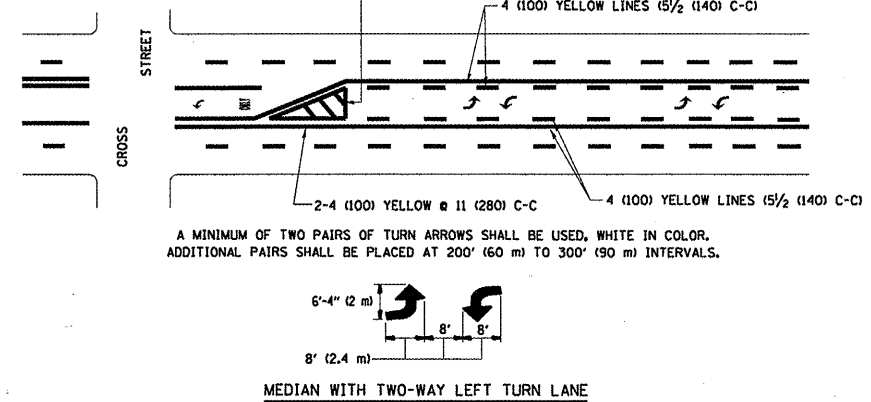 4 (100) YELLOW LINES (5½ (140) C-C)
STREET
CROSS
ONLY
2-4 (100) YELLOW @ 11 (280) C-C
4 (100) YELLOW LINES (5½ (140) C-C)
A MINIMUM OF TWO PAIRS OF TURN ARROWS SHALL BE USED, WHITE IN COLOR.
ADDITIONAL PAIRS SHALL BE PLACED AT 200' (60 m) TO 300' (90 m) INTERVALS.
6'-4" (2 m)
8' 8'
8' (2.4 m)
MEDIAN WITH TWO-WAY LEFT TURN LANE